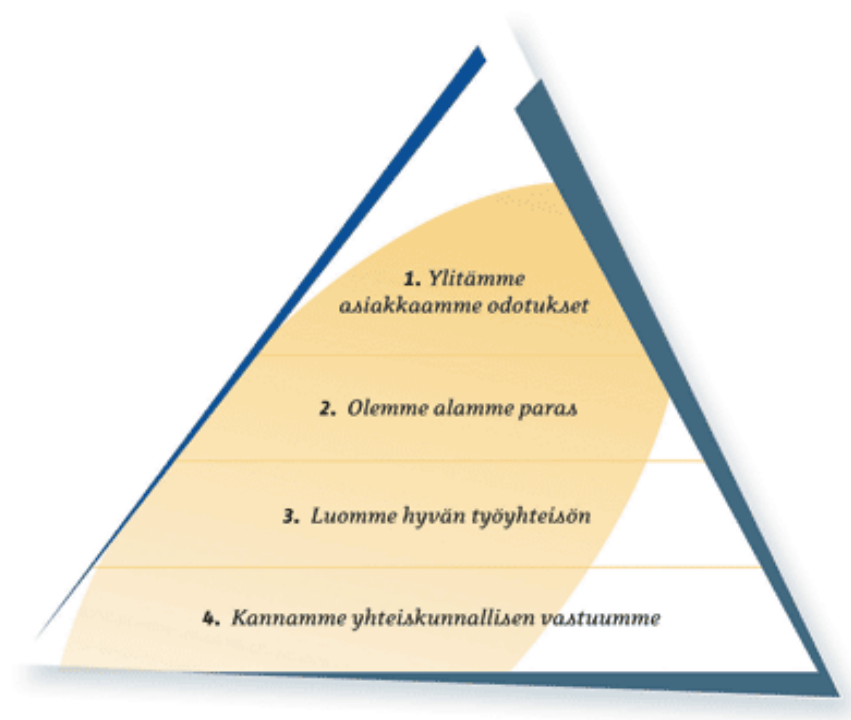 1. Ylitämme
asiakkaamme odotukset
2. Olemme alamme paras
3. Luomme hyvän työyhteisön
4. Kannamme yhteiskunnallisen vastuumme